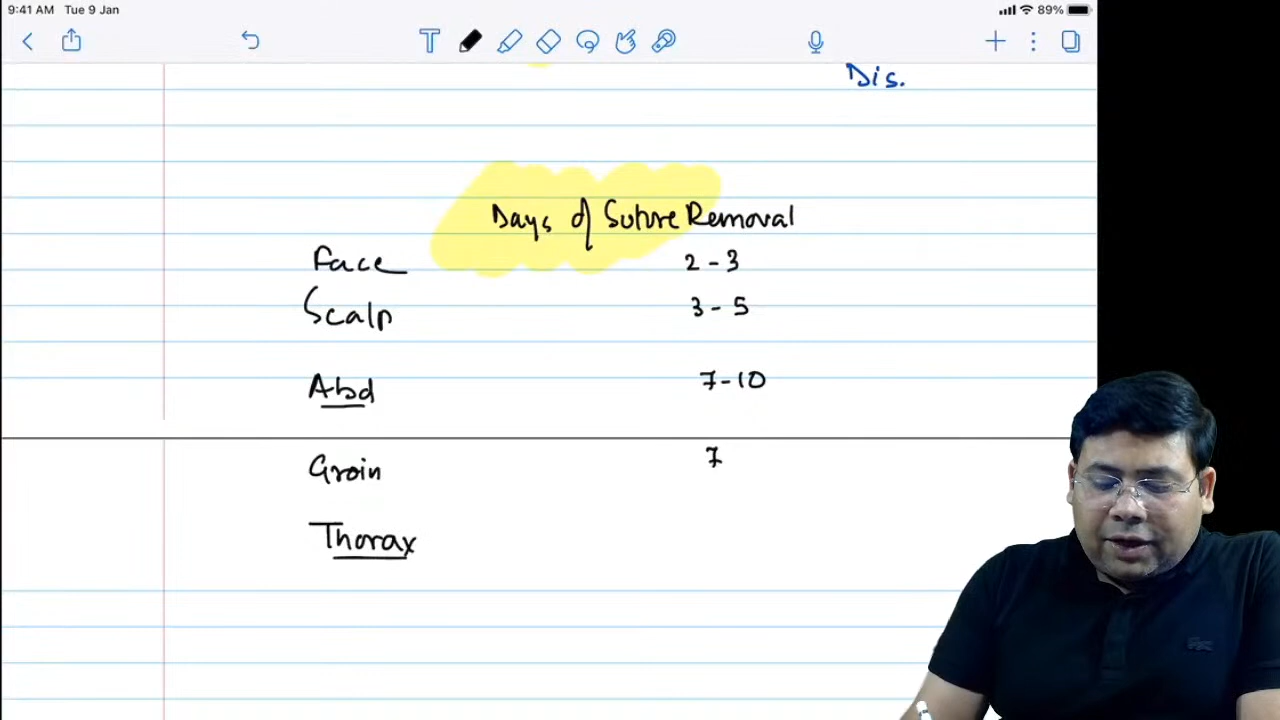 9:41 AM Tue 9 Jan 89%
T
Dis.
Days of Suture Removal
Face 2 - 3
Scalp 3 - 5
Abd 7-10
Groin 7
Thorax